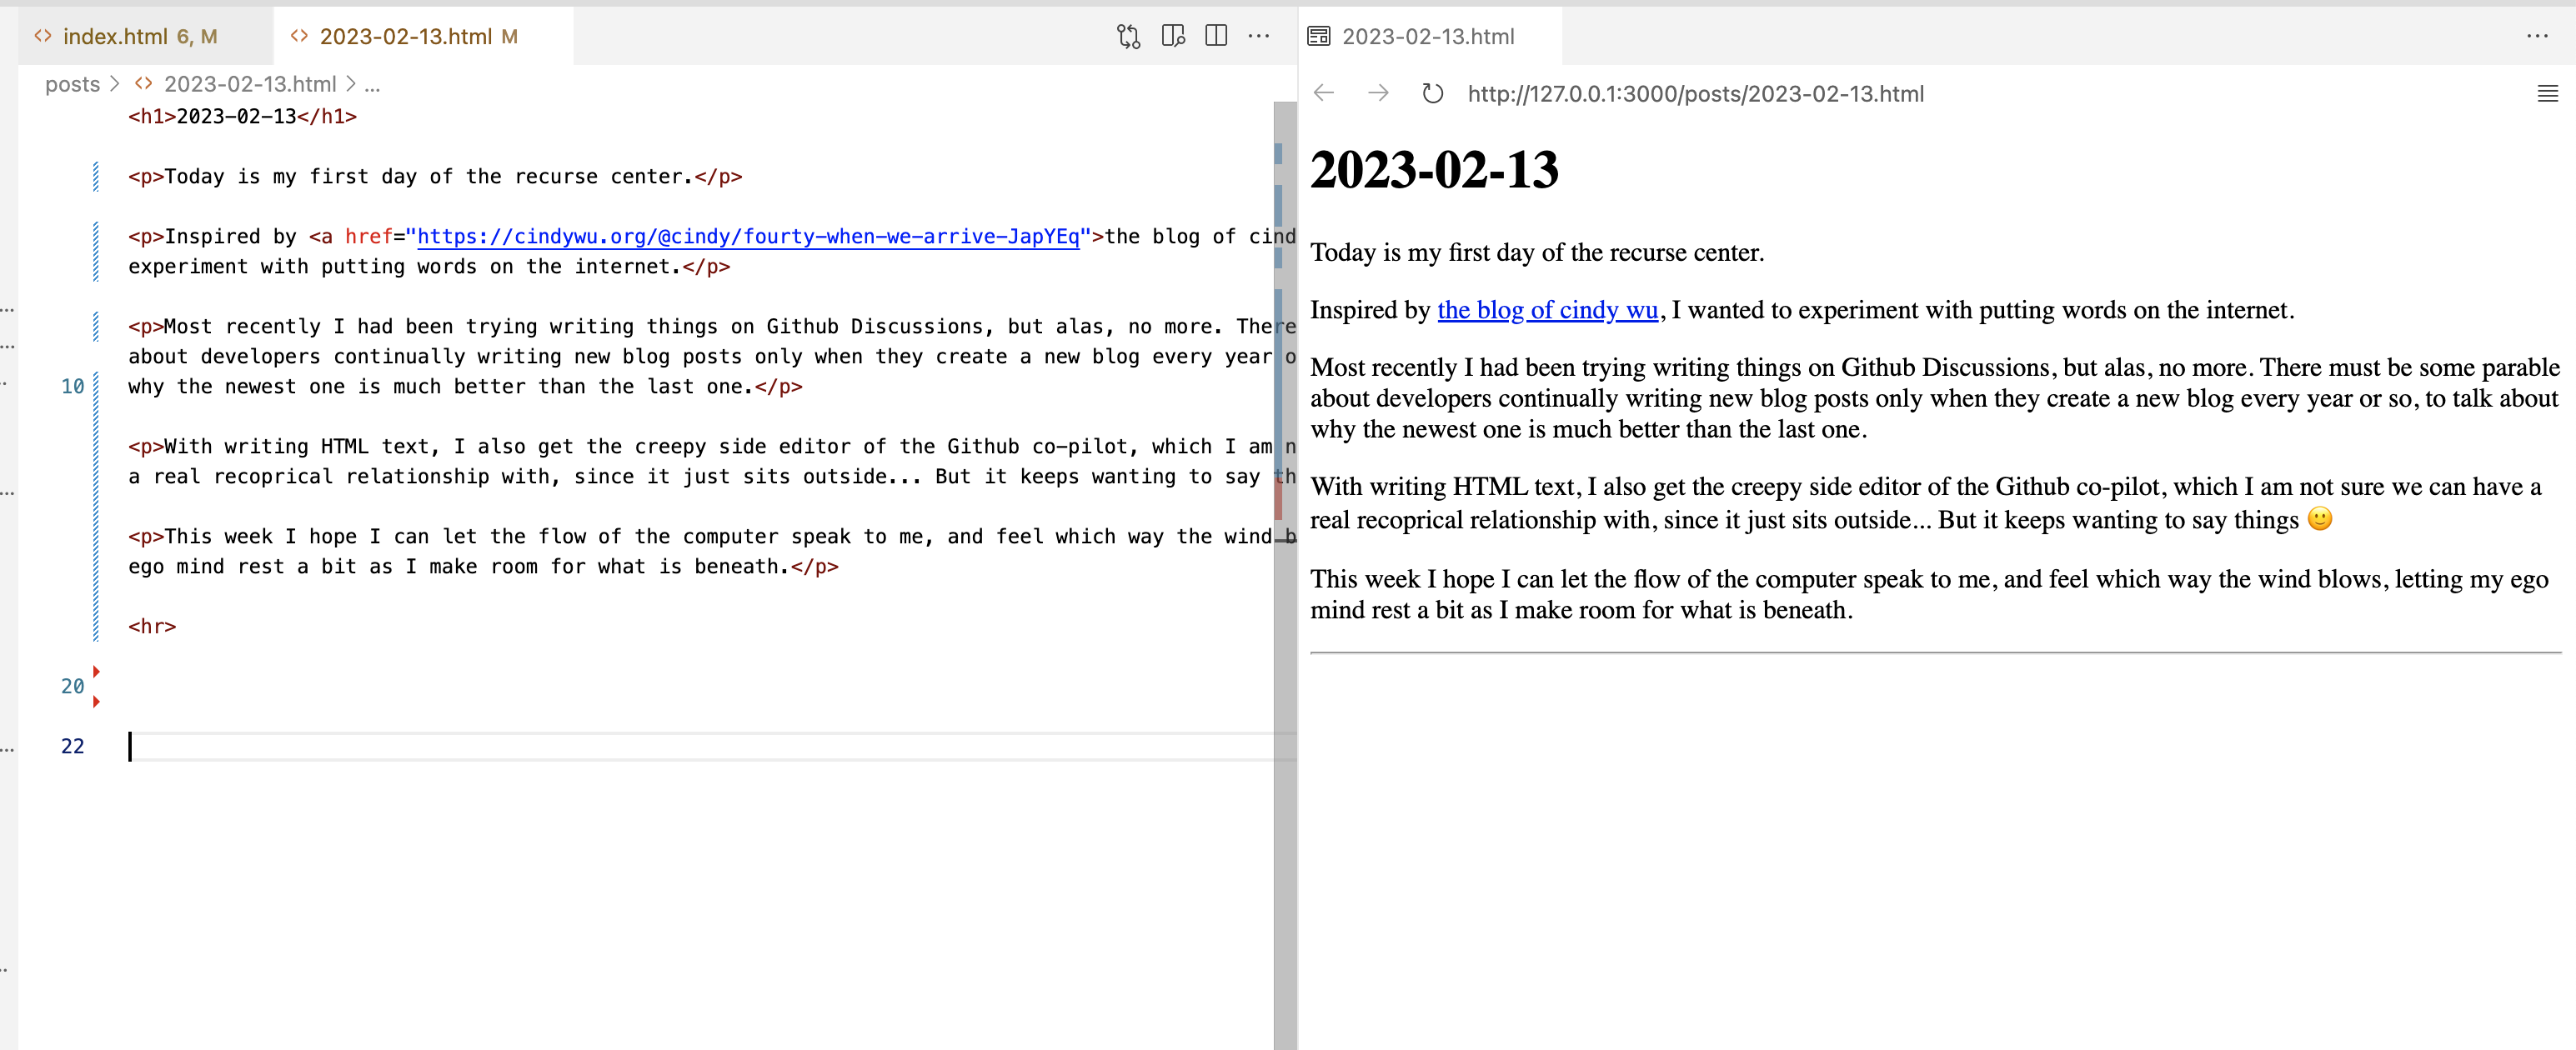 index.html 6, M
2023-02-13.html M
posts > 2023-02-13.html > ...
<h1>2023-02-13</h1>
<p>Today is my first day of the recurse center.</p>
<p>Inspired by <a href="https://cindywu.org/@cindy/fourty-when-we-arrive-JapYEq">the blog of cind
experiment with putting words on the internet.</p>
<p>Most recently I had been trying writing things on Github Discussions, but alas, no more. There
about developers continually writing new blog posts only when they create a new blog every year o
10 why the newest one is much better than the last one.</p>
<p>With writing HTML text, I also get the creepy side editor of the Github co-pilot, which I am n
a real recoprical relationship with, since it just sits outside... But it keeps wanting to say th
<p>This week I hope I can let the flow of the computer speak to me, and feel which way the wind b
ego mind rest a bit as I make room for what is beneath.</p>
<hr>
20
22
2023-02-13.html
http://127.0.0.1:3000/posts/2023-02-13.html
2023-02-13
Today is my first day of the recurse center.
Inspired by the blog of cindy wu, I wanted to experiment with putting words on the internet.
Most recently I had been trying writing things on Github Discussions, but alas, no more. There must be some parable
about developers continually writing new blog posts only when they create a new blog every year or so, to talk about
why the newest one is much better than the last one.
With writing HTML text, I also get the creepy side editor of the Github co-pilot, which I am not sure we can have a
real recoprical relationship with, since it just sits outside... But it keeps wanting to say things 🙂
This week I hope I can let the flow of the computer speak to me, and feel which way the wind blows, letting my ego
mind rest a bit as I make room for what is beneath.